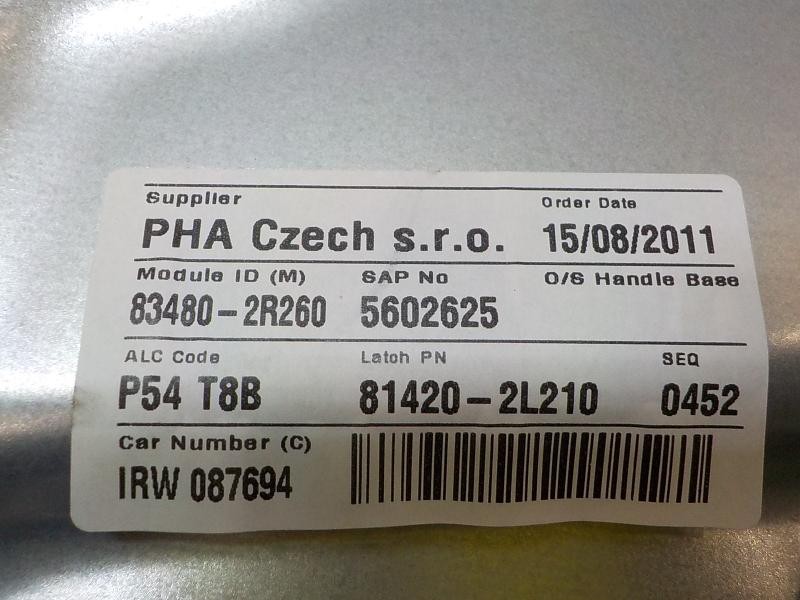 Supplier Order Date
PHA Czech s.r.o. 15/08/2011
Module ID (M) SAP No O/S Handle Base
83480-2R260 5602625
ALC Code Latch PN SEQ
P54 T8B 81420-2L210 0452
Car Number (C)
IRW 087694